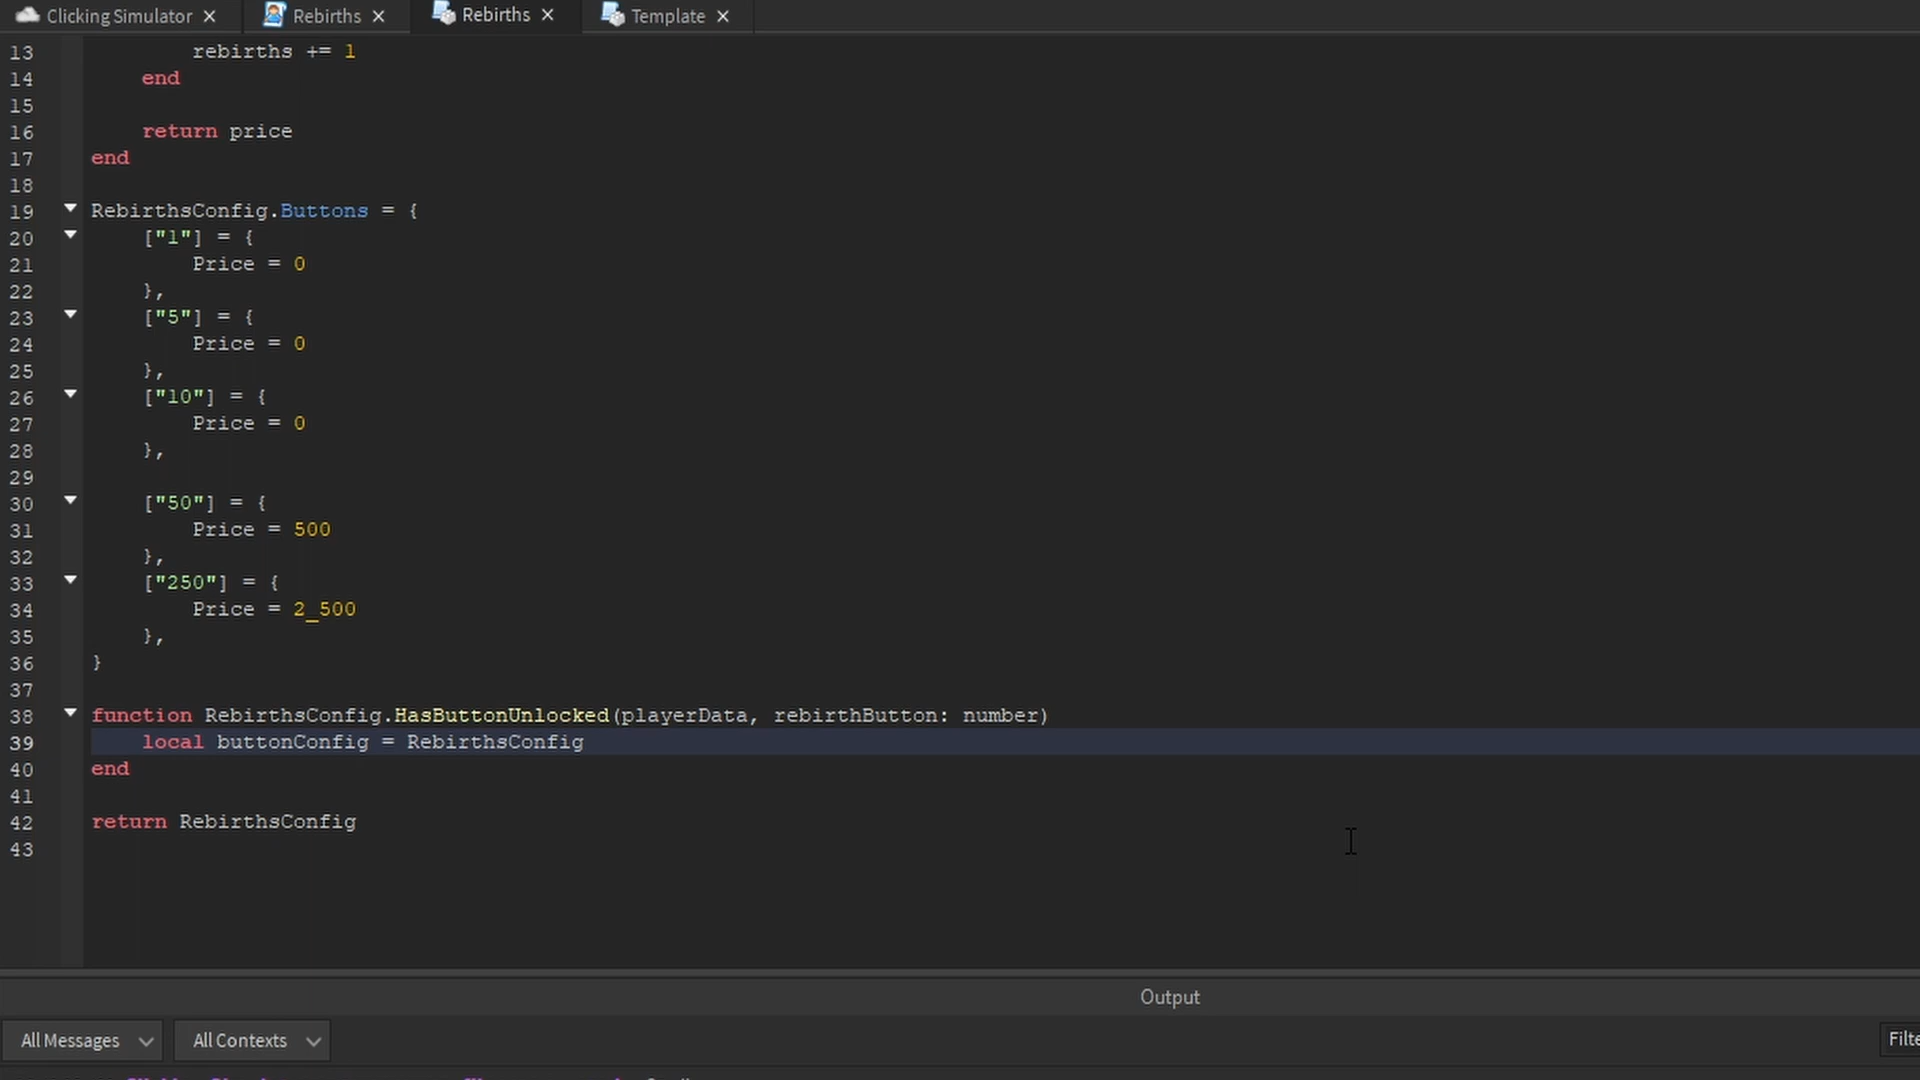 Clicking Simulator Rebirths Rebirths Template
13 rebirths += 1
14 end
15
16 return price
17 end
18
19 RebirthsConfig.Buttons = {
20 ["1"] = {
21 Price = 0
22 },
23 ["5"] = {
24 Price = 0
25 },
26 ["10"] = {
27 Price = 0
28 },
29
30 ["50"] = {
31 Price = 500
32 },
33 ["250"] = {
34 Price = 2_500
35 },
36 }
37
38 function RebirthsConfig.HasButtonUnlocked(playerData, rebirthButton: number)
39 local buttonConfig = RebirthsConfig
40 end
41
42 return RebirthsConfig
43
Output
All Messages All Contexts Filte